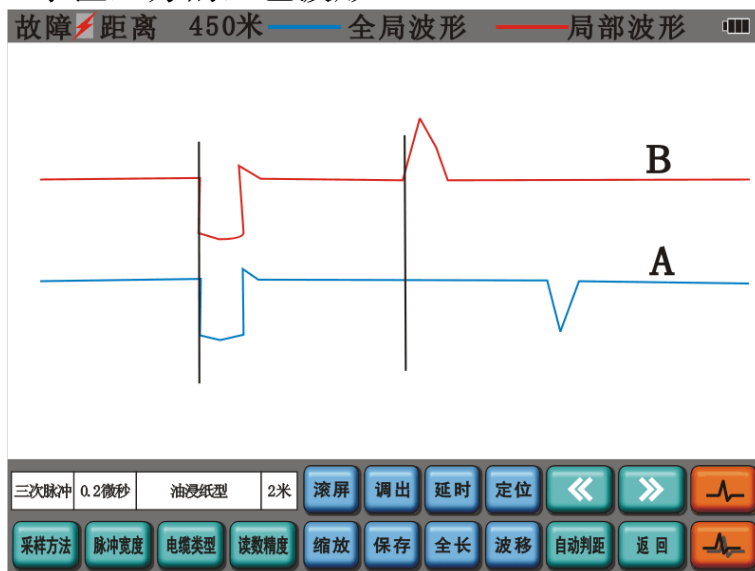 故障距离 450米 全局波形 局部波形
B
A
三次脉冲 0.2微秒 油浸纸型 2米 滚屏 调出 延时 定位
采样方法 脉冲宽度 电缆类型 读数精度 缩放 保存 全长 波移 自动判距 返回